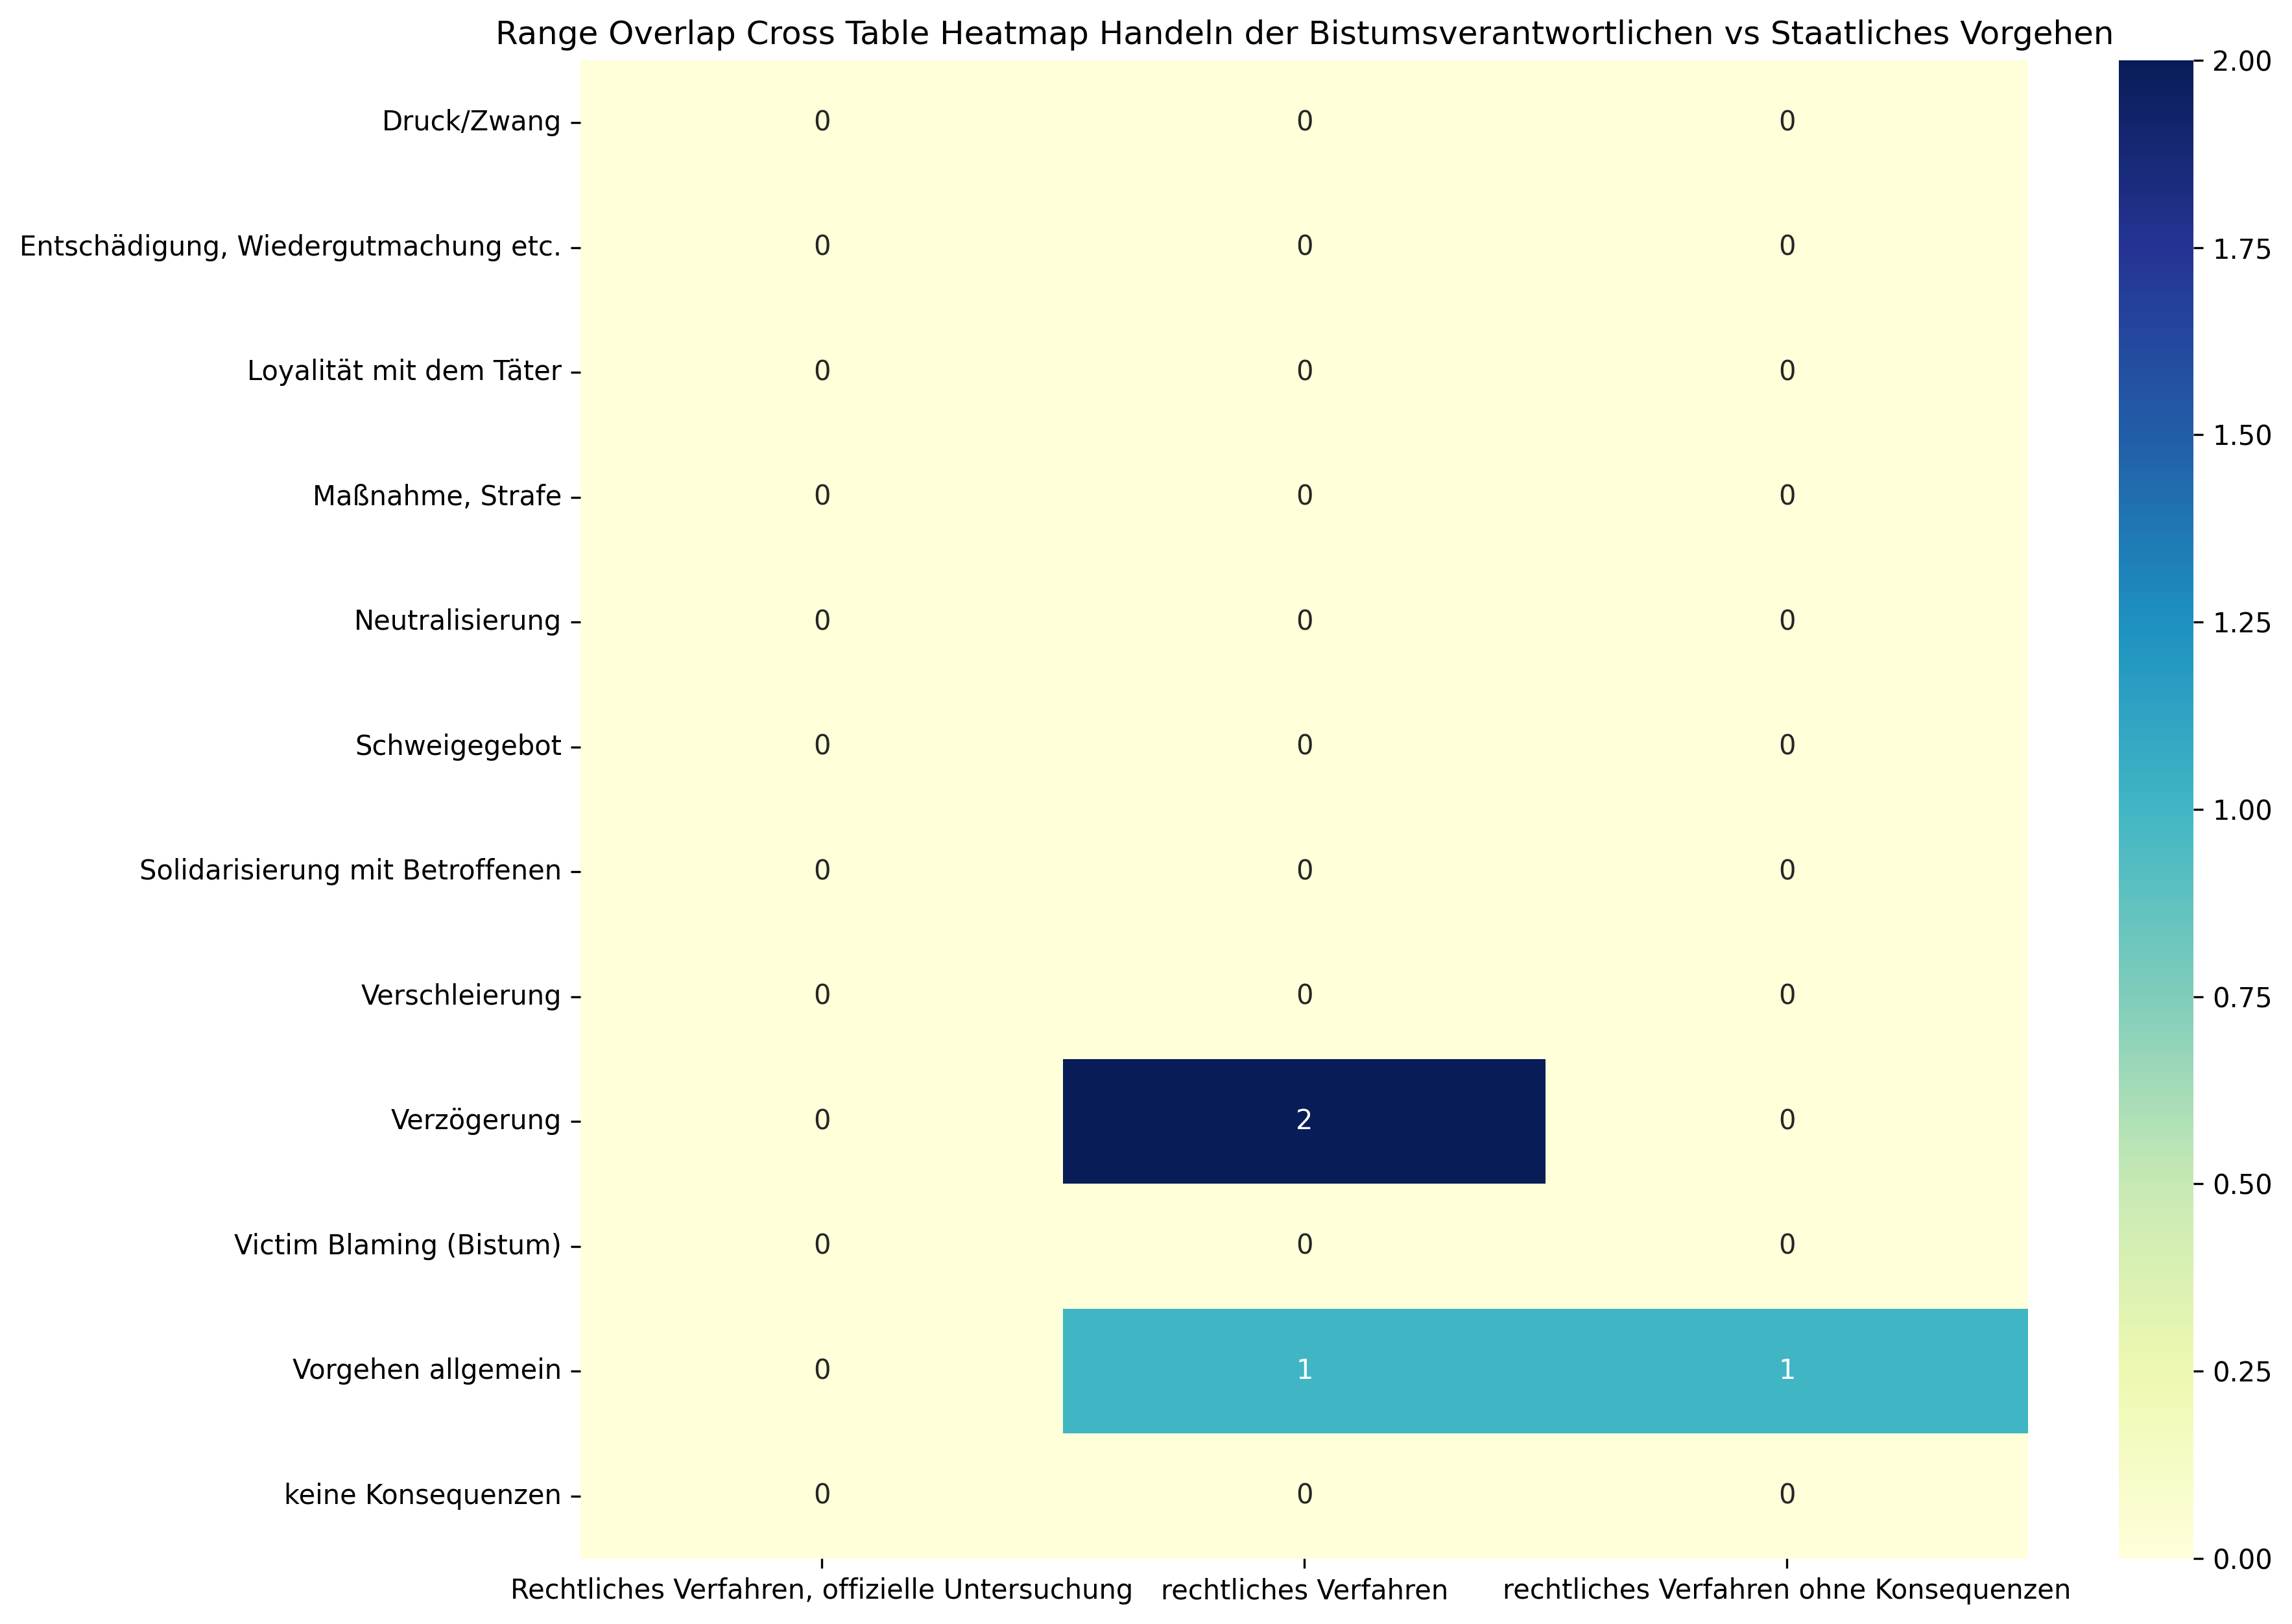 Range Overlap Cross Table Heatmap Handeln der Bistumsverantwortlichen vs Staatliches Vorgehen
Druck/Zwang 0 0 0
Entschädigung, Wiedergutmachung etc. 0 0 0
Loyalität mit dem Täter 0 0 0
Maßnahme, Strafe 0 0 0
Neutralisierung 0 0 0
Schweigegebot 0 0 0
Solidarisierung mit Betroffenen 0 0 0
Verschleierung 0 0 0
Verzögerung 0 2 0
Victim Blaming (Bistum) 0 0 0
Vorgehen allgemein 0 1 1
keine Konsequenzen 0 0 0
Rechtliches Verfahren, offizielle Untersuchung rechtliches Verfahren rechtliches Verfahren ohne Konsequenzen
2.00
1.75
1.50
1.25
1.00
0.75
0.50
0.25
0.00